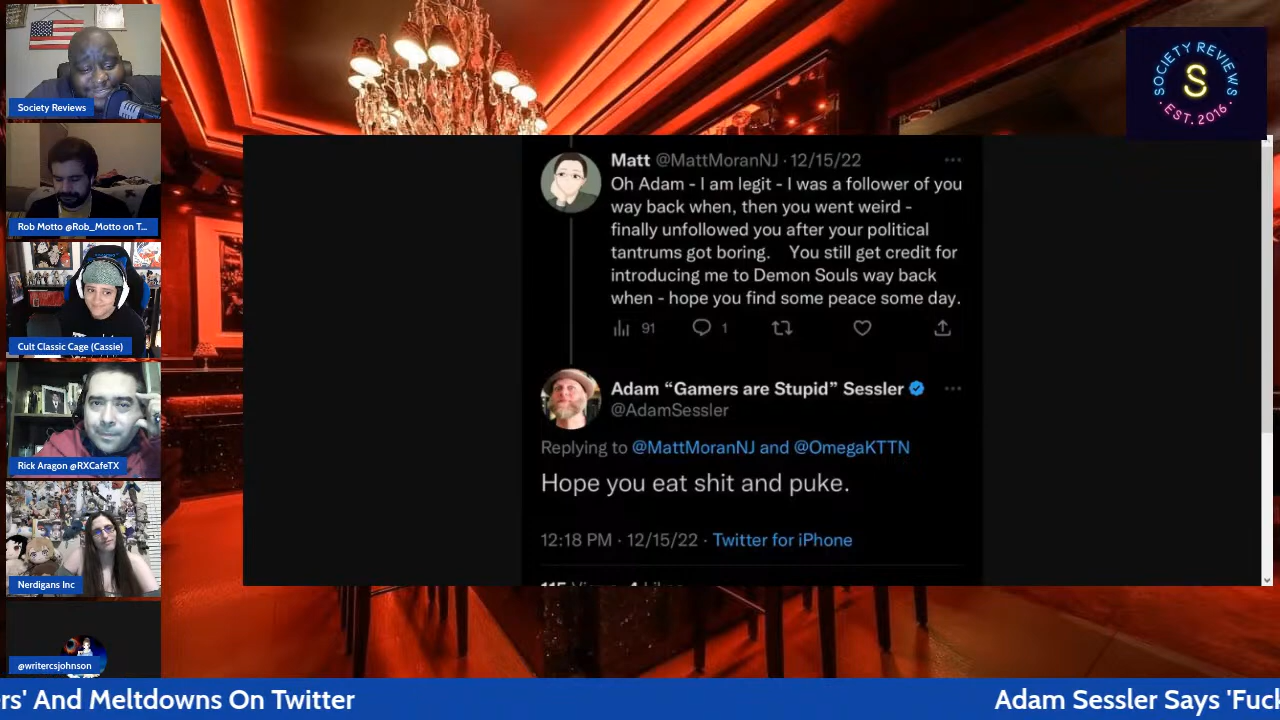 Society Reviews
Rob Motto @Rob_Motto on T...
Cult Classic Cage (Cassie)
Rick Aragon @RXCafeTX
Nerdigans Inc
@writercsjohnson
SOCIETY REVIEWS
S
· EST. 2016 ·
Matt @MattMoranNJ · 12/15/22
Oh Adam - I am legit - I was a follower of you
way back when, then you went weird -
finally unfollowed you after your political
tantrums got boring. You still get credit for
introducing me to Demon Souls way back
when - hope you find some peace some day.
91 1
Adam “Gamers are Stupid” Sessler
@AdamSessler
Replying to @MattMoranNJ and @OmegaKTTN
Hope you eat shit and puke.
12:18 PM · 12/15/22 · Twitter for iPhone
ers' And Meltdowns On Twitter
Adam Sessler Says 'Fuck